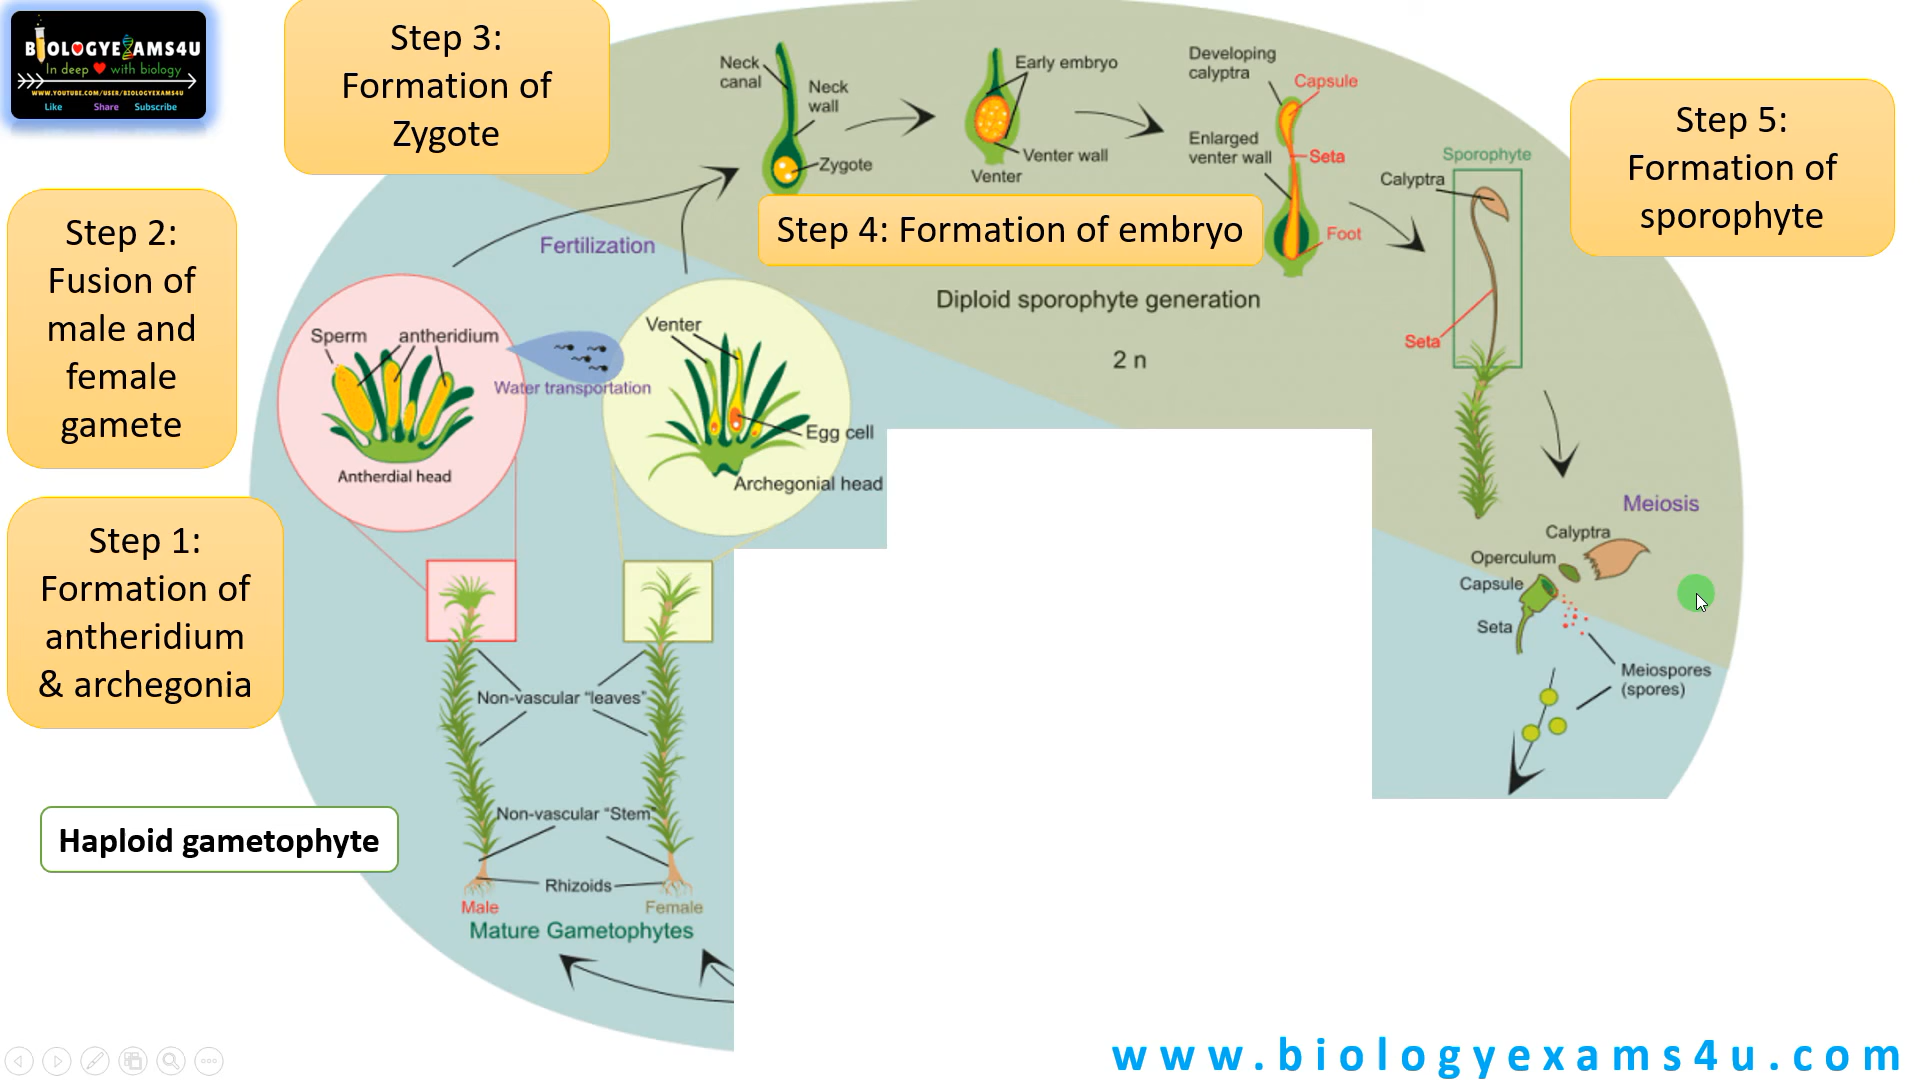 BIOLOGYEXAMS4U
In deep with biology
WWW.YOUTUBE.COM/USER/BIOLOGYEXAMS4U
Like Share Subscribe
Step 3:
Formation of
Zygote
Step 2:
Fusion of
male and
female
gamete
Step 1:
Formation of
antheridium
& archegonia
Haploid gametophyte
Neck
canal
Neck
wall
Zygote
Early embryo
Venter wall
Venter
Developing
calyptra
Capsule
Enlarged
venter wall
Seta
Foot
Step 4: Formation of embryo
Diploid sporophyte generation
2 n
Step 5:
Formation of
sporophyte
Sporophyte
Calyptra
Seta
Fertilization
Sperm
antheridium
Antherdial head
Water transportation
Venter
Egg cell
Archegonial head
Non-vascular “leaves”
Non-vascular “Stem”
Rhizoids
Male
Female
Mature Gametophytes
Meiosis
Calyptra
Operculum
Capsule
Seta
Meiospores
(spores)
www.biologyexams4u.com